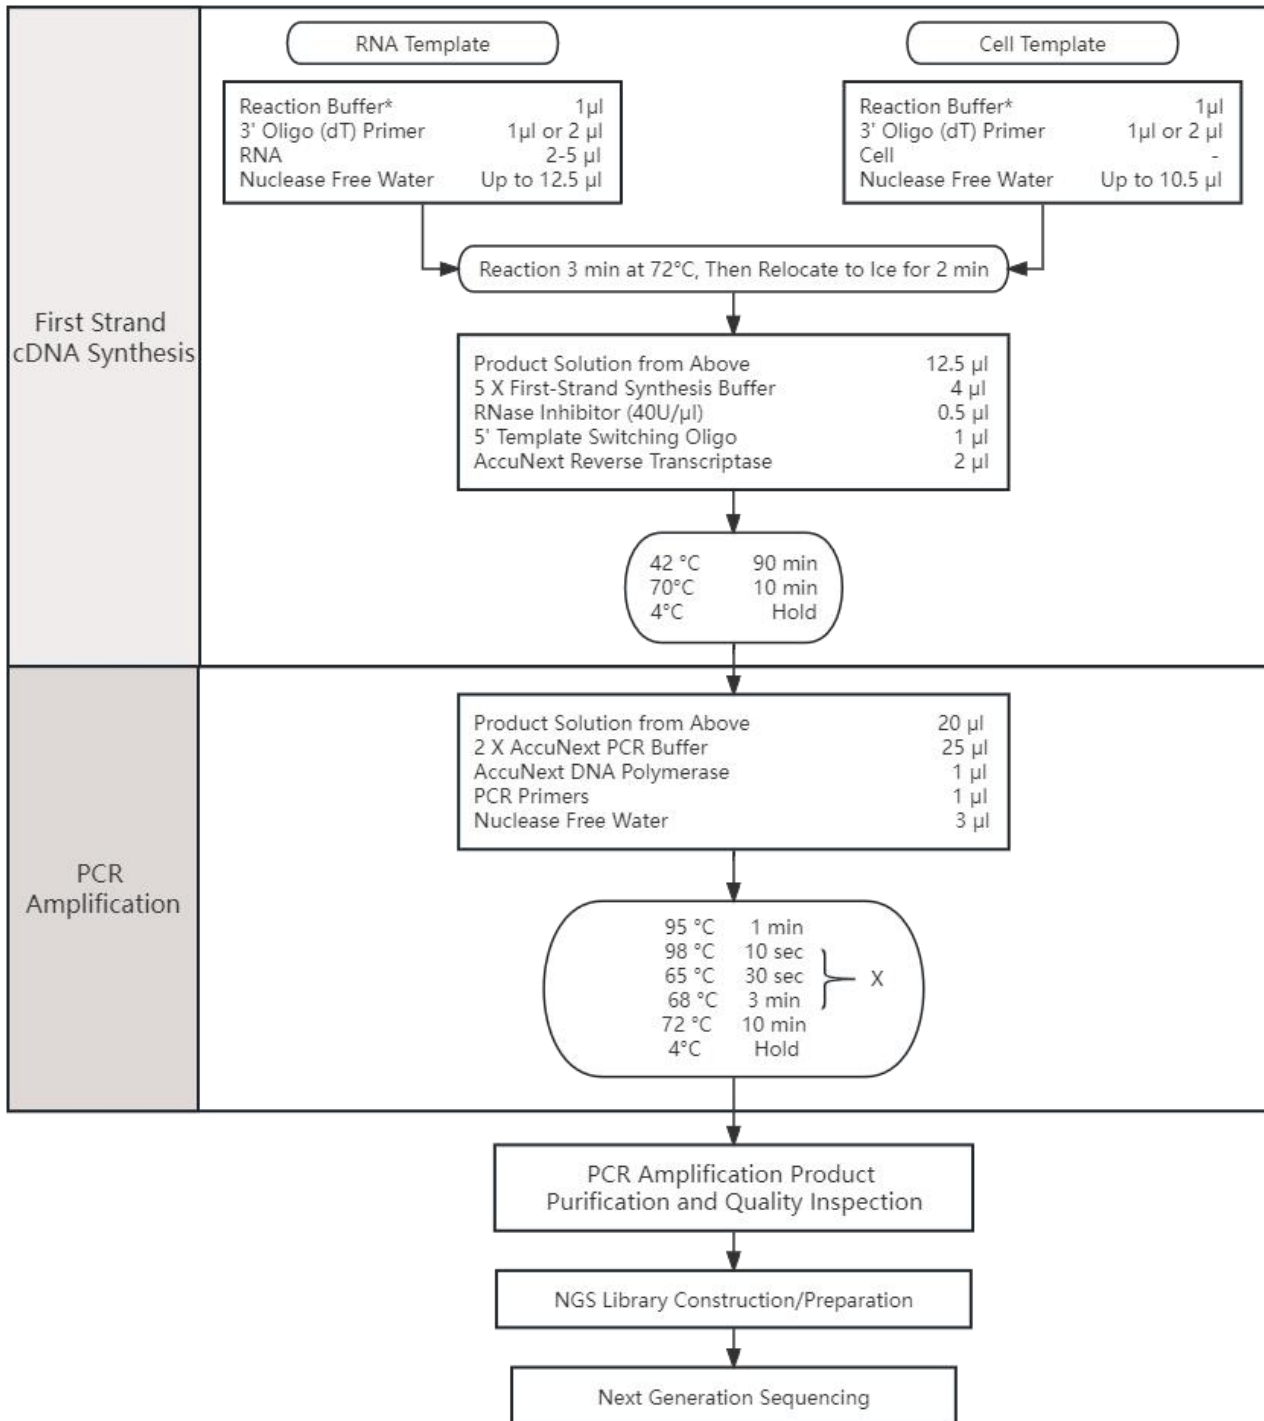 RNA Template
Cell Template
Reaction Buffer* 1μl
3' Oligo (dT) Primer 1μl or 2 μl
RNA 2-5 μl
Nuclease Free Water Up to 12.5 μl
Reaction Buffer* 1μl
3' Oligo (dT) Primer 1μl or 2 μl
Cell -
Nuclease Free Water Up to 10.5 μl
Reaction 3 min at 72°C, Then Relocate to Ice for 2 min
First Strand
cDNA Synthesis
Product Solution from Above 12.5 μl
5 X First-Strand Synthesis Buffer 4 μl
RNase Inhibitor (40U/μl) 0.5 μl
5' Template Switching Oligo 1 μl
AccuNext Reverse Transcriptase 2 μl
42 °C 90 min
70°C 10 min
4°C Hold
PCR
Amplification
Product Solution from Above 20 μl
2 X AccuNext PCR Buffer 25 μl
AccuNext DNA Polymerase 1 μl
PCR Primers 1 μl
Nuclease Free Water 3 μl
95 °C 1 min
98 °C 10 sec
65 °C 30 sec X
68 °C 3 min
72 °C 10 min
4°C Hold
PCR Amplification Product
Purification and Quality Inspection
NGS Library Construction/Preparation
Next Generation Sequencing